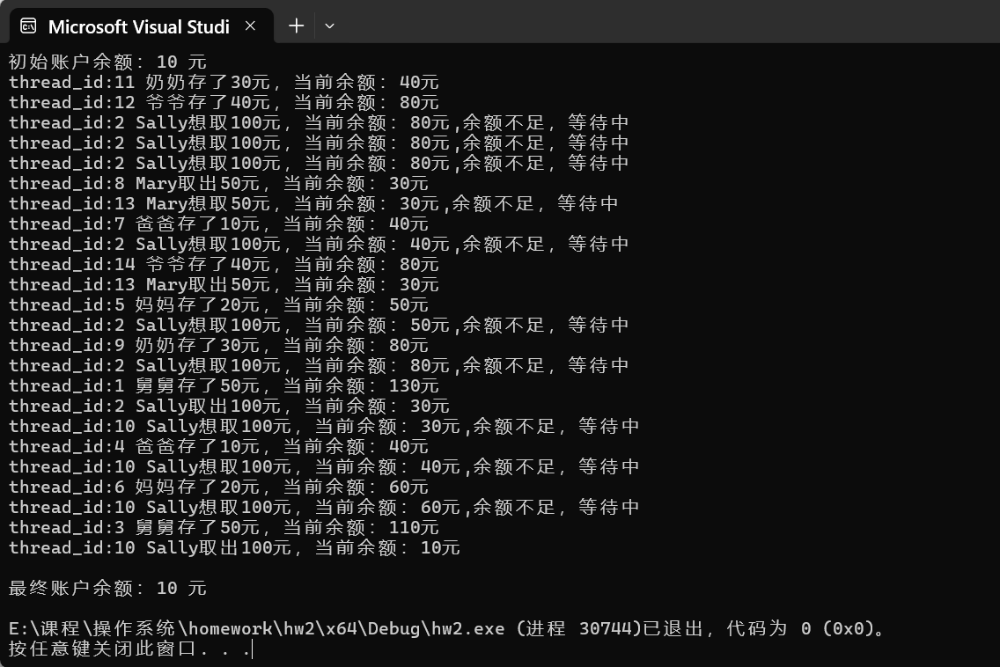 Microsoft Visual Studi
初始账户余额：10 元
thread_id:11 奶奶存了30元，当前余额：40元
thread_id:12 爷爷存了40元，当前余额：80元
thread_id:2 Sally想取100元，当前余额：80元,余额不足，等待中
thread_id:2 Sally想取100元，当前余额：80元,余额不足，等待中
thread_id:2 Sally想取100元，当前余额：80元,余额不足，等待中
thread_id:8 Mary取出50元，当前余额：30元
thread_id:13 Mary想取50元，当前余额：30元,余额不足，等待中
thread_id:7 爸爸存了10元，当前余额：40元
thread_id:2 Sally想取100元，当前余额：40元,余额不足，等待中
thread_id:14 爷爷存了40元，当前余额：80元
thread_id:13 Mary取出50元，当前余额：30元
thread_id:5 妈妈存了20元，当前余额：50元
thread_id:2 Sally想取100元，当前余额：50元,余额不足，等待中
thread_id:9 奶奶存了30元，当前余额：80元
thread_id:2 Sally想取100元，当前余额：80元,余额不足，等待中
thread_id:1 舅舅存了50元，当前余额：130元
thread_id:2 Sally取出100元，当前余额：30元
thread_id:10 Sally想取100元，当前余额：30元,余额不足，等待中
thread_id:4 爸爸存了10元，当前余额：40元
thread_id:10 Sally想取100元，当前余额：40元,余额不足，等待中
thread_id:6 妈妈存了20元，当前余额：60元
thread_id:10 Sally想取100元，当前余额：60元,余额不足，等待中
thread_id:3 舅舅存了50元，当前余额：110元
thread_id:10 Sally取出100元，当前余额：10元
最终账户余额：10 元
E:\课程\操作系统\homework\hw2\x64\Debug\hw2.exe (进程 30744)已退出，代码为 0 (0x0)。
按任意键关闭此窗口. . .